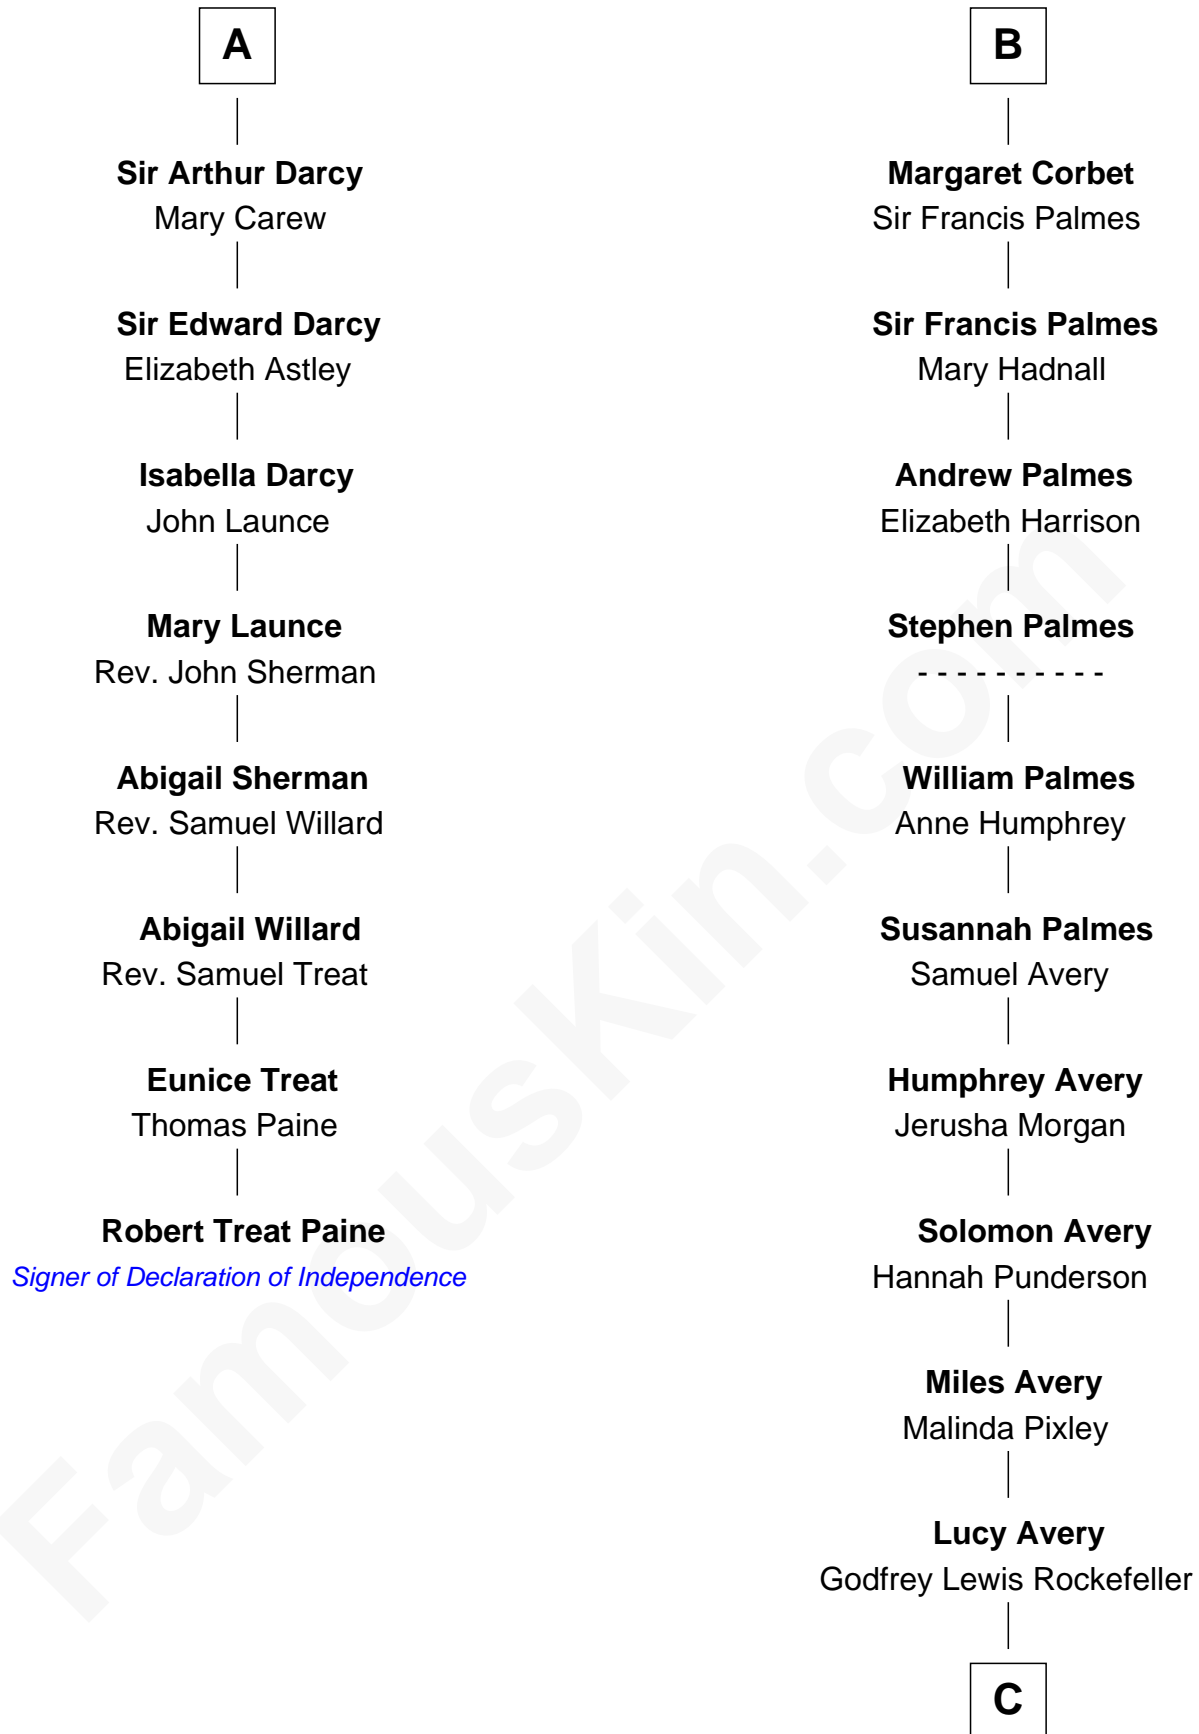 A
Sir Arthur Darcy
Mary Carew
Sir Edward Darcy
Elizabeth Astley
Isabella Darcy
John Launce
Mary Launce
Rev. John Sherman
Abigail Sherman
Rev. Samuel Willard
Abigail Willard
Rev. Samuel Treat
Eunice Treat
Thomas Paine
Robert Treat Paine
Signer of Declaration of Independence
B
Margaret Corbet
Sir Francis Palmes
Sir Francis Palmes
Mary Hadnall
Andrew Palmes
Elizabeth Harrison
Stephen Palmes
- - - - - - - - - -
William Palmes
Anne Humphrey
Susannah Palmes
Samuel Avery
Humphrey Avery
Jerusha Morgan
Solomon Avery
Hannah Punderson
Miles Avery
Malinda Pixley
Lucy Avery
Godfrey Lewis Rockefeller
C
FamousKin.com